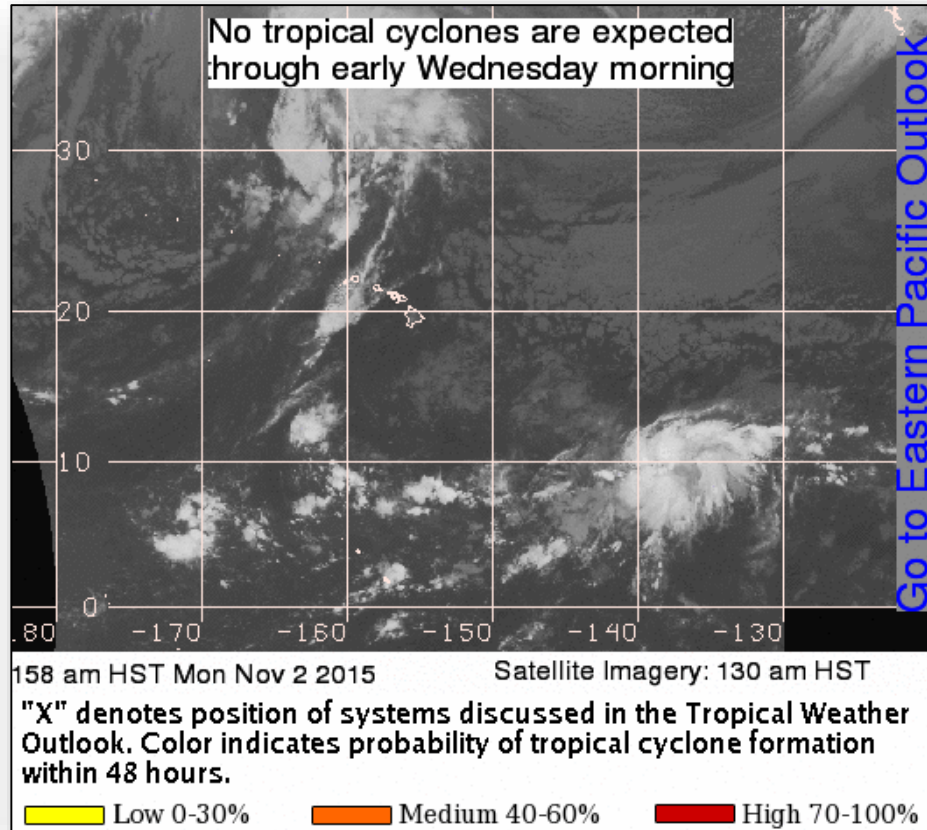 No tropical cyclones are expected
through early Wednesday morning
Go to Eastern Pacific Outlook
30
20
10
0
.80 -170 -160 -150 -140 -130
158 am HST Mon Nov 2 2015 Satellite Imagery: 130 am HST
"X" denotes position of systems discussed in the Tropical Weather
Outlook. Color indicates probability of tropical cyclone formation
within 48 hours.
Low 0-30% Medium 40-60% High 70-100%